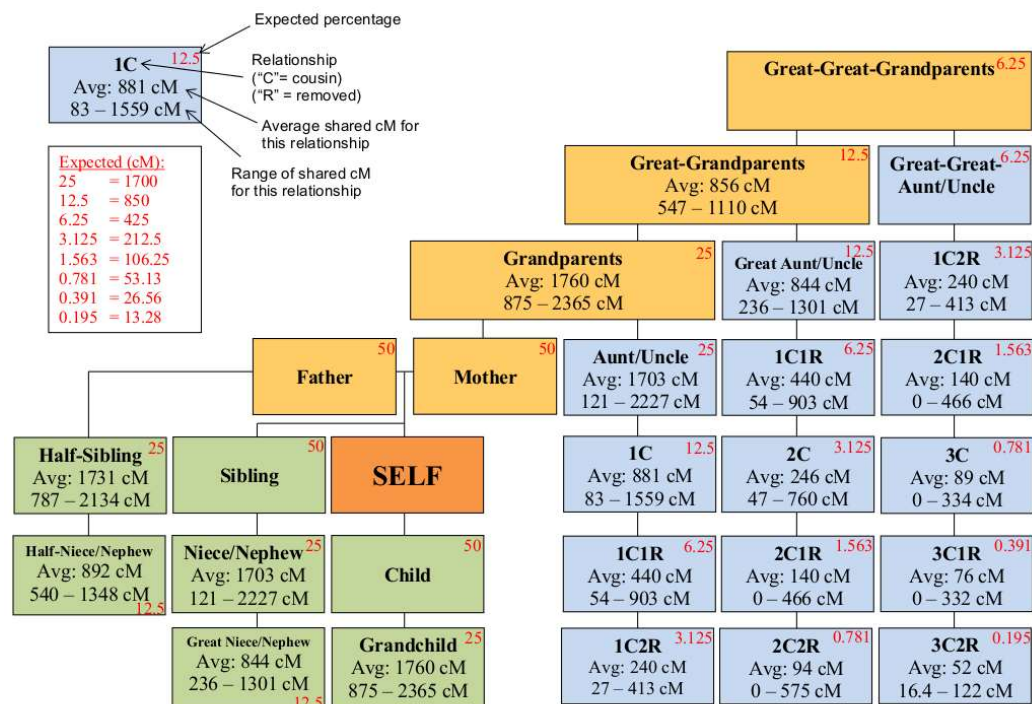 Expected percentage
12.5
1C
Avg: 881 cM
83 – 1559 cM
Relationship
("C"= cousin)
("R" = removed)
Average shared cM for
this relationship
Range of shared cM
for this relationship
Expected (cM):
25 = 1700
12.5 = 850
6.25 = 425
3.125 = 212.5
1.563 = 106.25
0.781 = 53.13
0.391 = 26.56
0.195 = 13.28
6.25
Great-Great-Grandparents
12.5
Great-Grandparents
Avg: 856 cM
547 – 1110 cM
6.25
Great-Great-
Aunt/Uncle
25
Grandparents
Avg: 1760 cM
875 – 2365 cM
12.5
Great Aunt/Uncle
Avg: 844 cM
236 – 1301 cM
3.125
1C2R
Avg: 240 cM
27 – 413 cM
50
Father
50
Mother
25
Aunt/Uncle
Avg: 1703 cM
121 – 2227 cM
6.25
1C1R
Avg: 440 cM
54 – 903 cM
1.563
2C1R
Avg: 140 cM
0 – 466 cM
25
Half-Sibling
Avg: 1731 cM
787 – 2134 cM
50
Sibling
SELF
12.5
1C
Avg: 881 cM
83 – 1559 cM
3.125
2C
Avg: 246 cM
47 – 760 cM
0.781
3C
Avg: 89 cM
0 – 334 cM
Half-Niece/Nephew
Avg: 892 cM
540 – 1348 cM
12.5
25
Niece/Nephew
Avg: 1703 cM
121 – 2227 cM
50
Child
6.25
1C1R
Avg: 440 cM
54 – 903 cM
1.563
2C1R
Avg: 140 cM
0 – 466 cM
0.391
3C1R
Avg: 76 cM
0 – 332 cM
Great Niece/Nephew
Avg: 844 cM
236 – 1301 cM
12.5
25
Grandchild
Avg: 1760 cM
875 – 2365 cM
3.125
1C2R
Avg: 240 cM
27 – 413 cM
0.781
2C2R
Avg: 94 cM
0 – 575 cM
0.195
3C2R
Avg: 52 cM
16.4 – 122 cM